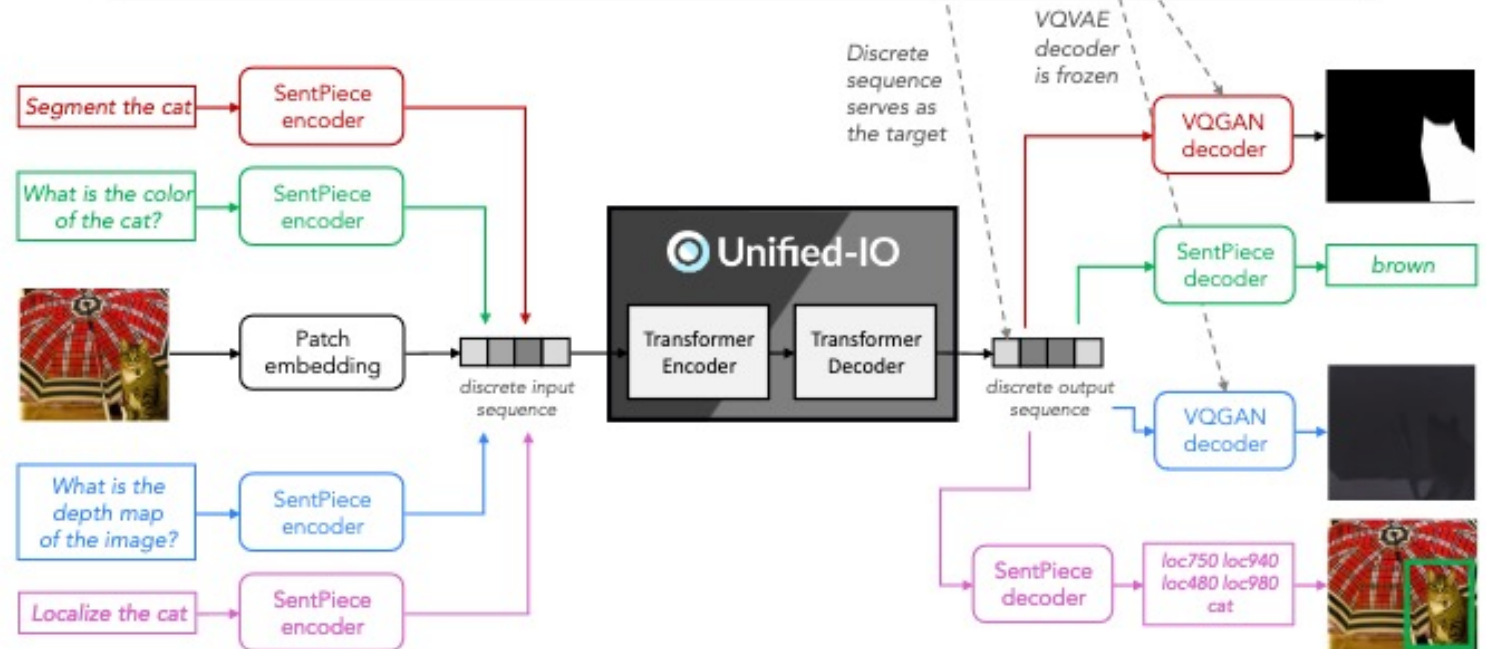 Discrete
sequence
serves as
the target
VQVAE
decoder
is frozen
Segment the cat
SentPiece
encoder
VQGAN
decoder
What is the color
of the cat?
SentPiece
encoder
Unified-IO
SentPiece
decoder
brown
Patch
embedding
discrete input
sequence
Transformer
Encoder
Transformer
Decoder
discrete output
sequence
VQGAN
decoder
What is the
depth map
of the image?
SentPiece
encoder
Localize the cat
SentPiece
encoder
SentPiece
decoder
loc750 loc940
loc480 loc980
cat